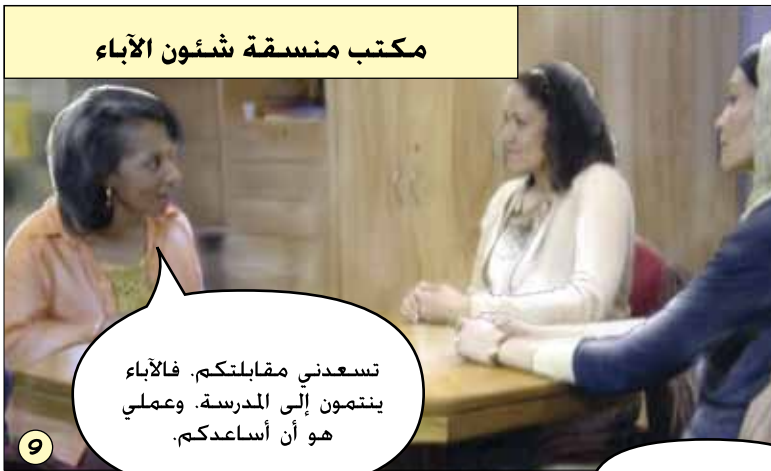 مكتب منسقة شئون الآباء
تسعدني مقابلتكم. فالآباء
ينتمون إلى المدرسة. وعملي
هو أن أساعدكم.
9